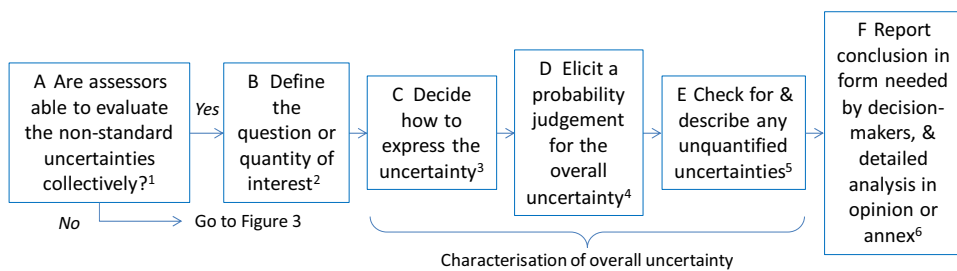 A Are assessors
able to evaluate
the non-standard
uncertainties
collectively?1
Yes
No
Go to Figure 3
B Define
the
question or
quantity of
interest2
C Decide
how to
express the
uncertainty3
D Elicit a
probability
judgement
for the
overall
uncertainty4
E Check for &
describe any
unquantified
uncertainties5
Characterisation of overall uncertainty
F Report
conclusion in
form needed
by decision-
makers, &
detailed
analysis in
opinion or
annex6